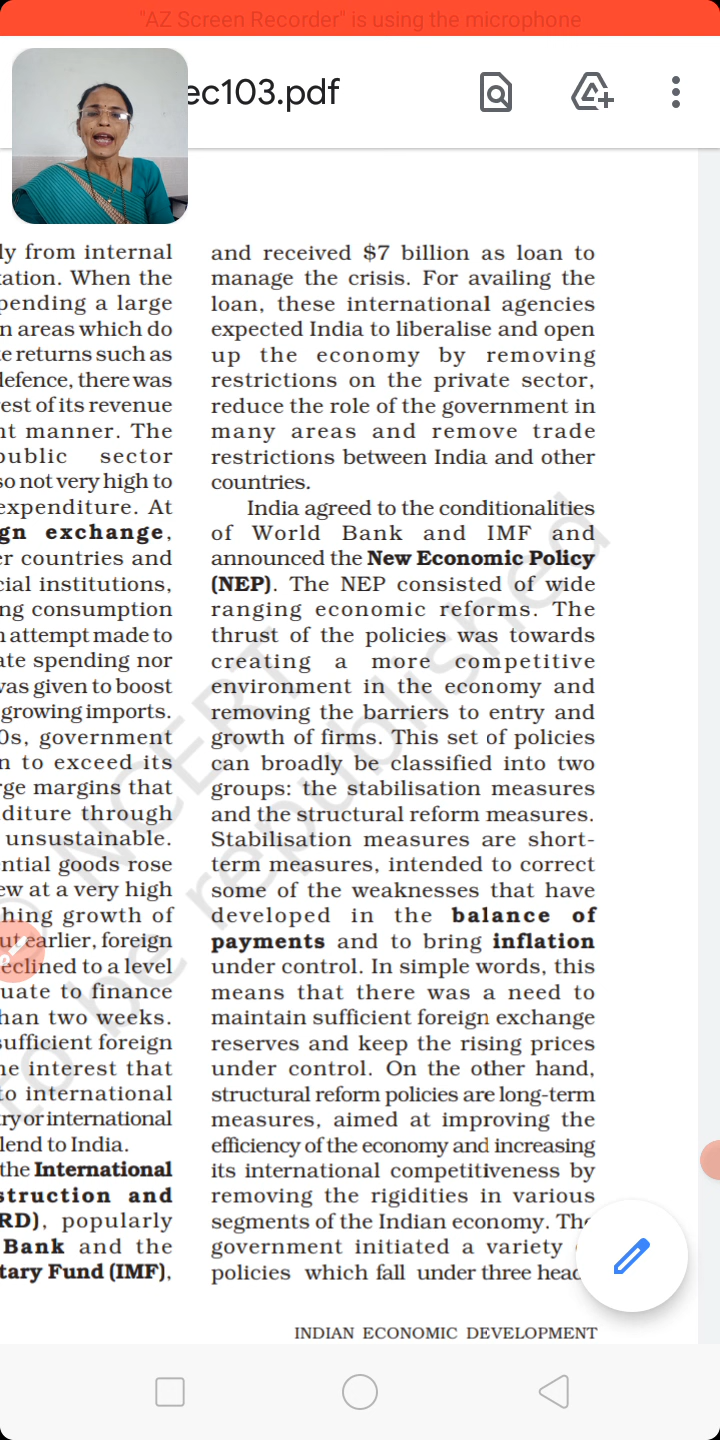 "AZ Screen Recorder" is using the microphone
ec103.pdf
ly from internal
ation. When the
pending a large
n areas which do
e returns such as
defence, there was
rest of its revenue
nt manner. The
public sector
so not very high to
expenditure. At
gn exchange,
er countries and
cial institutions,
ng consumption
n attempt made to
ate spending nor
was given to boost
growing imports.
0s, government
n to exceed its
rge margins that
diture through
unsustainable.
ential goods rose
ew at a very high
hing growth of
ut earlier, foreign
eclined to a level
uate to finance
han two weeks.
sufficient foreign
he interest that
to international
try or international
lend to India.
the International
struction and
RD), popularly
Bank and the
tary Fund (IMF),
and received $7 billion as loan to
manage the crisis. For availing the
loan, these international agencies
expected India to liberalise and open
up the economy by removing
restrictions on the private sector,
reduce the role of the government in
many areas and remove trade
restrictions between India and other
countries.
India agreed to the conditionalities
of World Bank and IMF and
announced the New Economic Policy
(NEP). The NEP consisted of wide
ranging economic reforms. The
thrust of the policies was towards
creating a more competitive
environment in the economy and
removing the barriers to entry and
growth of firms. This set of policies
can broadly be classified into two
groups: the stabilisation measures
and the structural reform measures.
Stabilisation measures are short-
term measures, intended to correct
some of the weaknesses that have
developed in the balance of
payments and to bring inflation
under control. In simple words, this
means that there was a need to
maintain sufficient foreign exchange
reserves and keep the rising prices
under control. On the other hand,
structural reform policies are long-term
measures, aimed at improving the
efficiency of the economy and increasing
its international competitiveness by
removing the rigidities in various
segments of the Indian economy. The
government initiated a variety
policies which fall under three head
INDIAN ECONOMIC DEVELOPMENT
© NCERT
to be republished